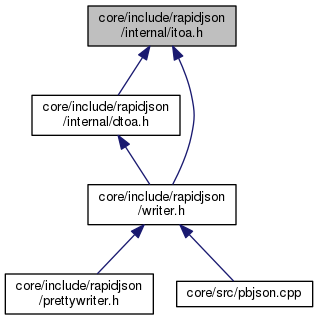 core/include/rapidjson
/internal/itoa.h
core/include/rapidjson
/internal/dtoa.h
core/include/rapidjson
/writer.h
core/include/rapidjson
/prettywriter.h
core/src/pbjson.cpp